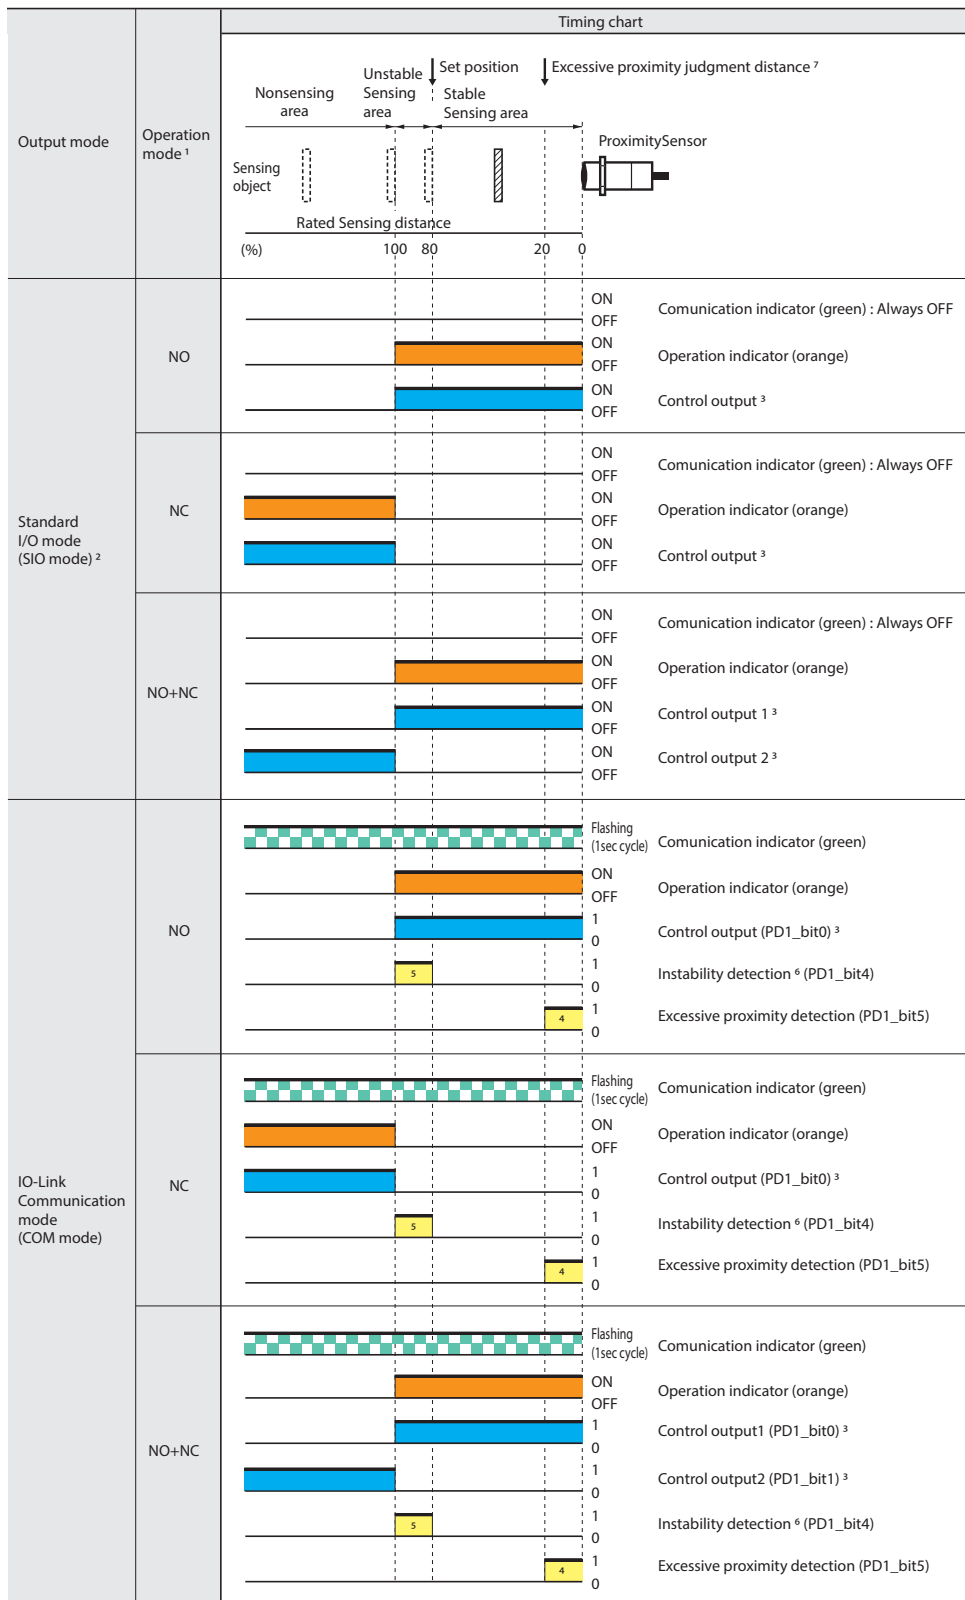 Timing chart
Output mode
Operation
mode ¹
Set position
Excessive proximity judgment distance ⁷
Unstable
Sensing
area
Nonsensing
area
Stable
Sensing area
ProximitySensor
Sensing
object
Rated Sensing distance
(%) 100 80 20 0
Standard
I/O mode
(SIO mode) ²
NO
ON
OFF
Comunication indicator (green) : Always OFF
ON
OFF
Operation indicator (orange)
ON
OFF
Control output ³
NC
ON
OFF
Comunication indicator (green) : Always OFF
ON
OFF
Operation indicator (orange)
ON
OFF
Control output ³
NO+NC
ON
OFF
Comunication indicator (green) : Always OFF
ON
OFF
Operation indicator (orange)
ON
OFF
Control output 1 ³
ON
OFF
Control output 2 ³
IO-Link
Communication
mode
(COM mode)
NO
Flashing
(1sec cycle)
Comunication indicator (green)
ON
OFF
Operation indicator (orange)
1
0
Control output (PD1_bit0) ³
5
1
0
Instability detection ⁶ (PD1_bit4)
4
1
0
Excessive proximity detection (PD1_bit5)
NC
Flashing
(1sec cycle)
Comunication indicator (green)
ON
OFF
Operation indicator (orange)
1
0
Control output (PD1_bit0) ³
5
1
0
Instability detection ⁶ (PD1_bit4)
4
1
0
Excessive proximity detection (PD1_bit5)
NO+NC
Flashing
(1sec cycle)
Comunication indicator (green)
ON
OFF
Operation indicator (orange)
1
0
Control output1 (PD1_bit0) ³
1
0
Control output2 (PD1_bit1) ³
5
1
0
Instability detection ⁶ (PD1_bit4)
4
1
0
Excessive proximity detection (PD1_bit5)